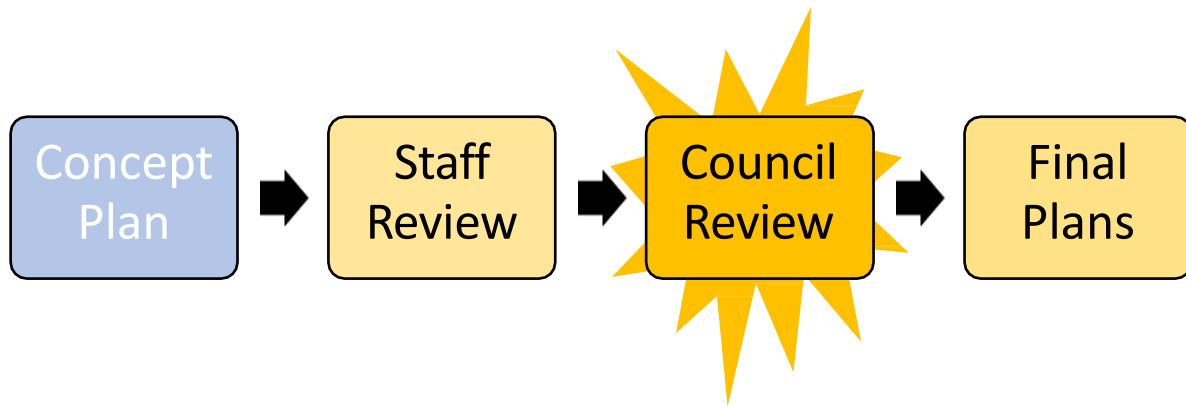 Concept
Plan
Staff
Review
Council
Review
Final
Plans